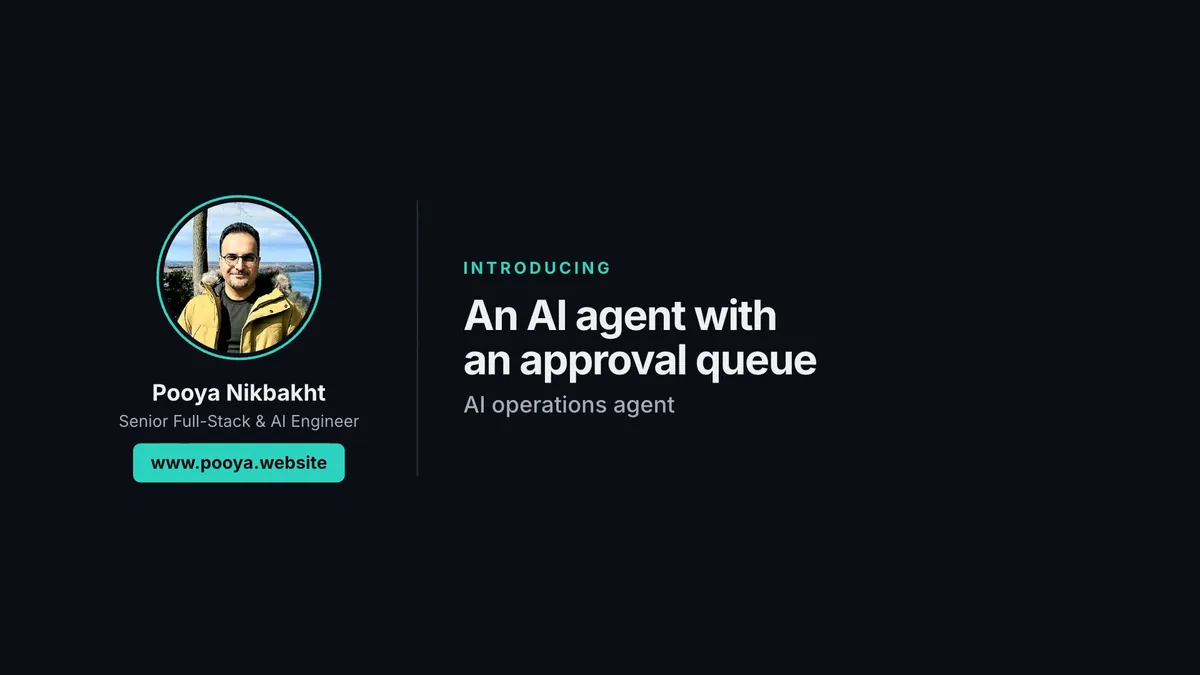 Pooya Nikbakht
Senior Full-Stack & AI Engineer
www.pooya.website
INTRODUCING
An AI agent with
an approval queue
AI operations agent